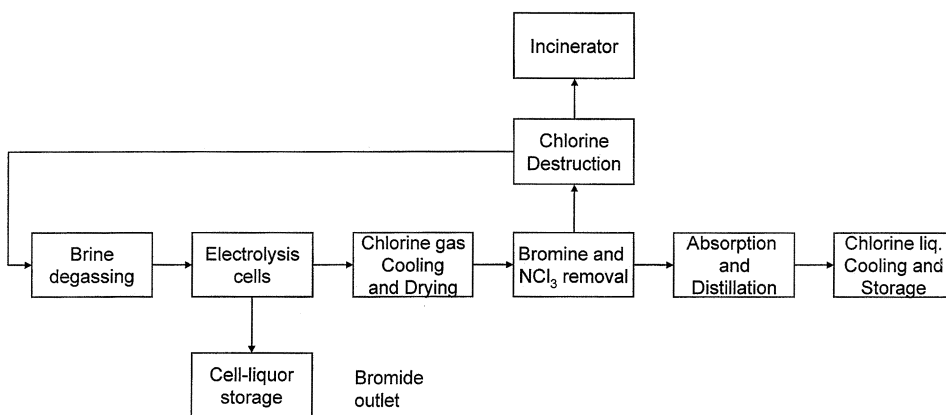 Incinerator
Chlorine
Destruction
Brine
degassing
Electrolysis
cells
Chlorine gas
Cooling
and Drying
Bromine and
NCl₃ removal
Absorption
and
Distillation
Chlorine liq.
Cooling and
Storage
Cell-liquor
storage
Bromide
outlet